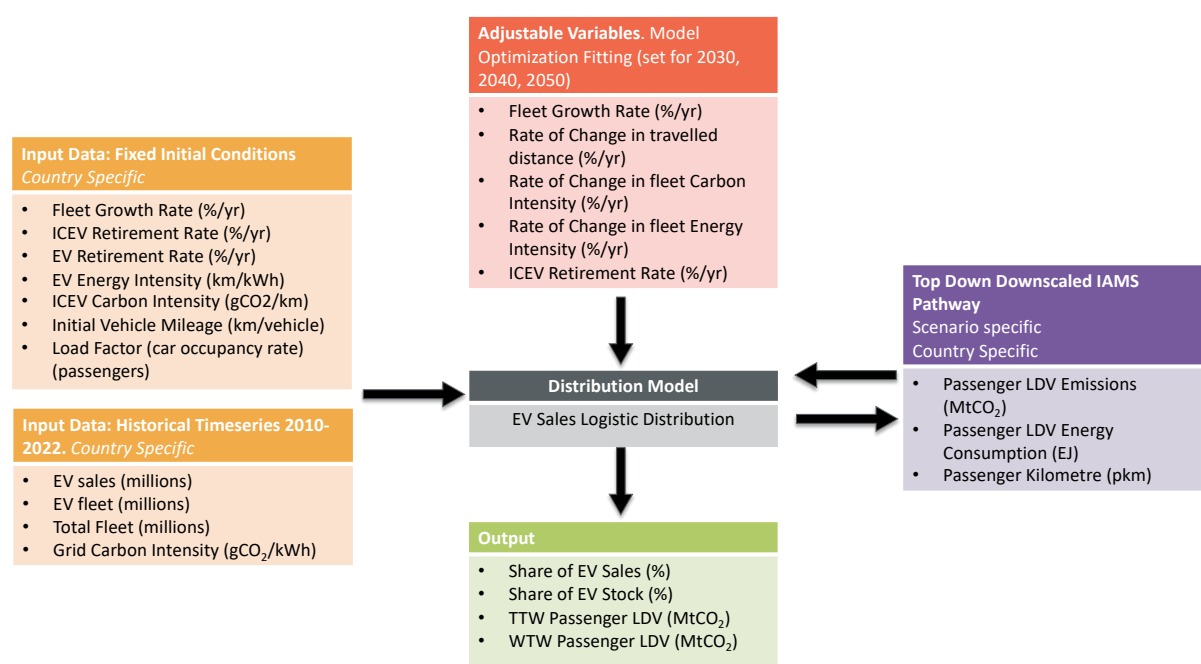 Adjustable Variables. Model
Optimization Fitting (set for 2030,
2040, 2050)
• Fleet Growth Rate (%/yr)
• Rate of Change in travelled
distance (%/yr)
• Rate of Change in fleet Carbon
Intensity (%/yr)
• Rate of Change in fleet Energy
Intensity (%/yr)
• ICEV Retirement Rate (%/yr)
Input Data: Fixed Initial Conditions
Country Specific
• Fleet Growth Rate (%/yr)
• ICEV Retirement Rate (%/yr)
• EV Retirement Rate (%/yr)
• EV Energy Intensity (km/kWh)
• ICEV Carbon Intensity (gCO2/km)
• Initial Vehicle Mileage (km/vehicle)
• Load Factor (car occupancy rate)
(passengers)
Input Data: Historical Timeseries 2010-
2022. Country Specific
• EV sales (millions)
• EV fleet (millions)
• Total Fleet (millions)
• Grid Carbon Intensity (gCO₂/kWh)
Distribution Model
EV Sales Logistic Distribution
Top Down Downscaled IAMS
Pathway
Scenario specific
Country Specific
• Passenger LDV Emissions
(MtCO₂)
• Passenger LDV Energy
Consumption (EJ)
• Passenger Kilometre (pkm)
Output
• Share of EV Sales (%)
• Share of EV Stock (%)
• TTW Passenger LDV (MtCO₂)
• WTW Passenger LDV (MtCO₂)